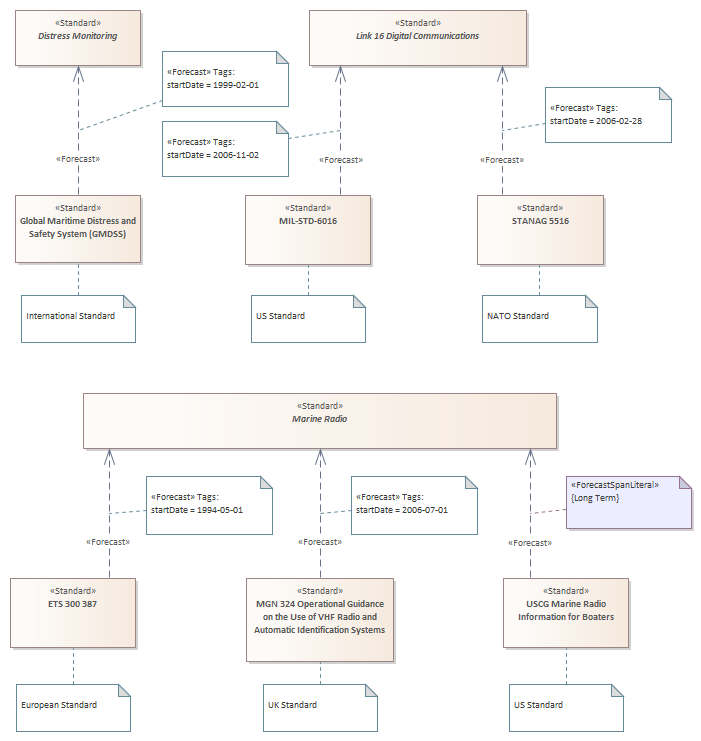 «Standard»
Distress Monitoring
«Standard»
Link 16 Digital Communications
«Forecast» Tags:
startDate = 1999-02-01
«Forecast» Tags:
startDate = 2006-11-02
«Forecast» Tags:
startDate = 2006-02-28
«Forecast»
«Forecast»
«Forecast»
«Standard»
Global Maritime Distress and
Safety System (GMDSS)
«Standard»
MIL-STD-6016
«Standard»
STANAG 5516
International Standard
US Standard
NATO Standard
«Standard»
Marine Radio
«Forecast» Tags:
startDate = 1994-05-01
«Forecast» Tags:
startDate = 2006-07-01
«ForecastSpanLiteral»
{Long Term}
«Forecast»
«Forecast»
«Forecast»
«Standard»
ETS 300 387
«Standard»
MGN 324 Operational Guidance
on the Use of VHF Radio and
Automatic Identification Systems
«Standard»
USCG Marine Radio
Information for Boaters
European Standard
UK Standard
US Standard